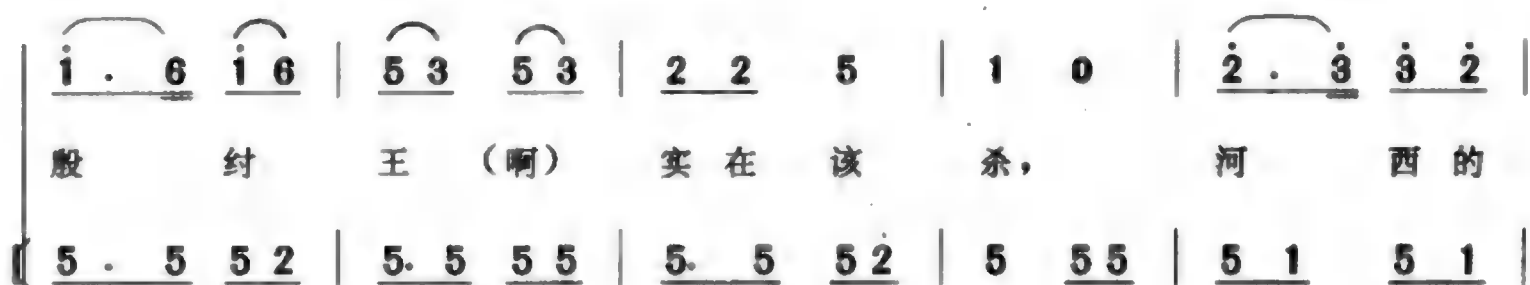 i̇ . 6 i̇ 6 | 5 3 5 3 | 2 2 5 | 1 0 | 2̇ . 3̇ 3̇ 2̇ |
殷 纣 王 （啊） 实 在 该 杀， 河 西 的
5 . 5 5 2 | 5. 5 5 5 | 5. 5 5 2 | 5 5 5 | 5 1 5 1 |